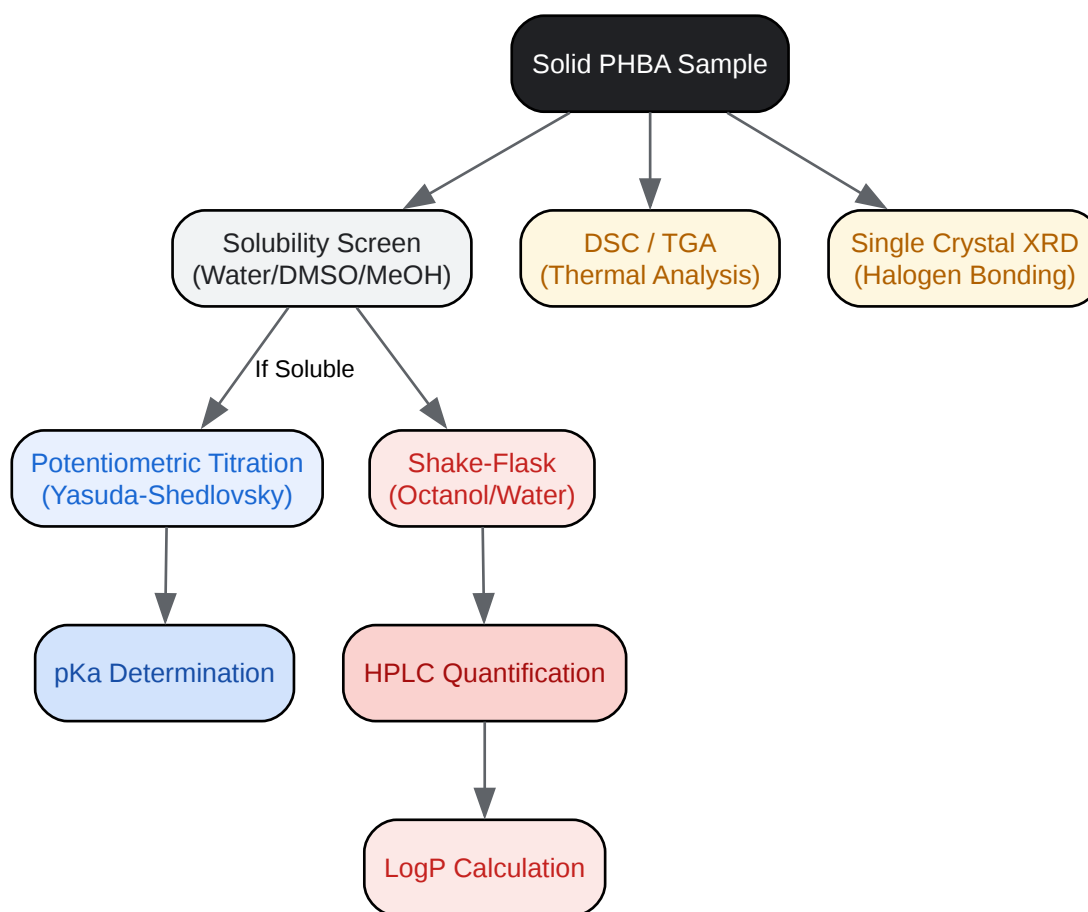 Solid PHBA Sample
Solubility Screen
(Water/DMSO/MeOH)
DSC / TGA
(Thermal Analysis)
Single Crystal XRD
(Halogen Bonding)
If Soluble
Potentiometric Titration
(Yasuda-Shedlovsky)
Shake-Flask
(Octanol/Water)
pKa Determination
HPLC Quantification
LogP Calculation